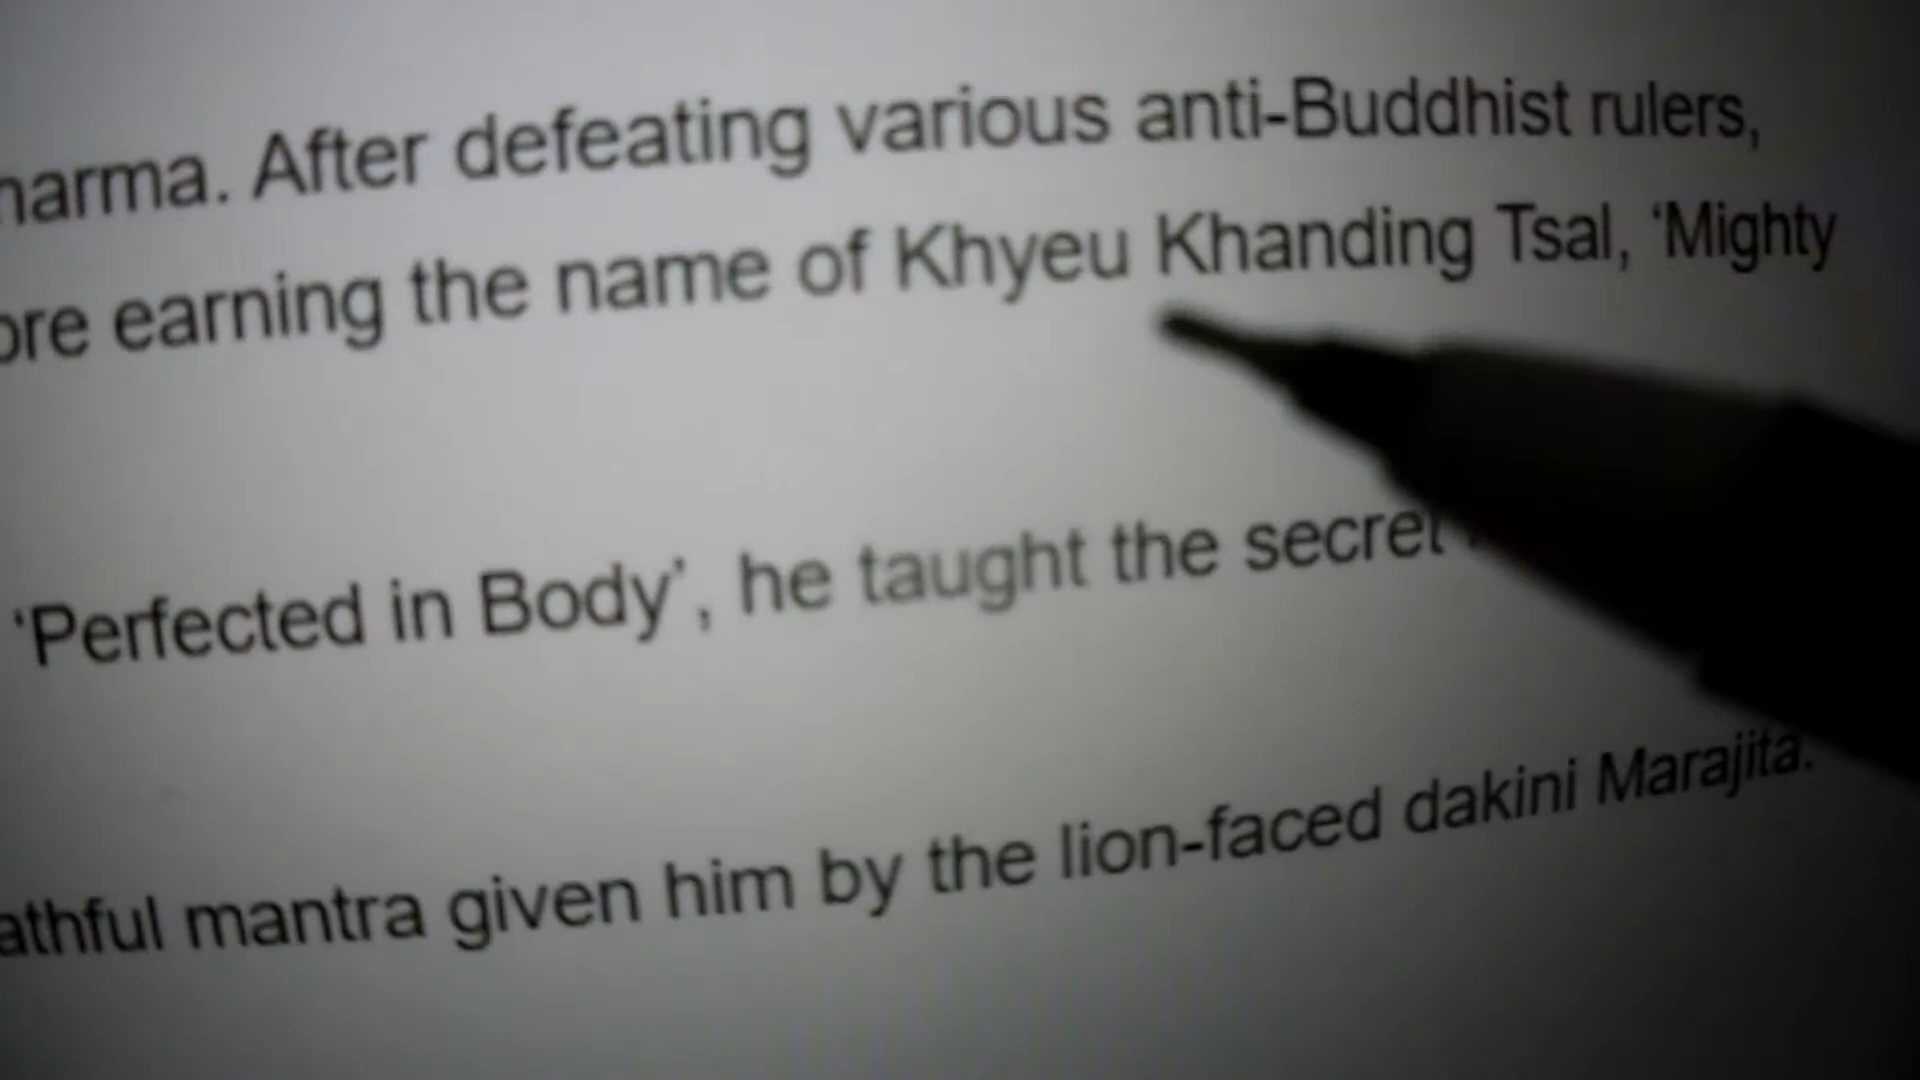 harma. After defeating various anti-Buddhist rulers,
ore earning the name of Khyeu Khanding Tsal, ‘Mighty
‘Perfected in Body’, he taught the secret
athful mantra given him by the lion-faced dakini Marajita.